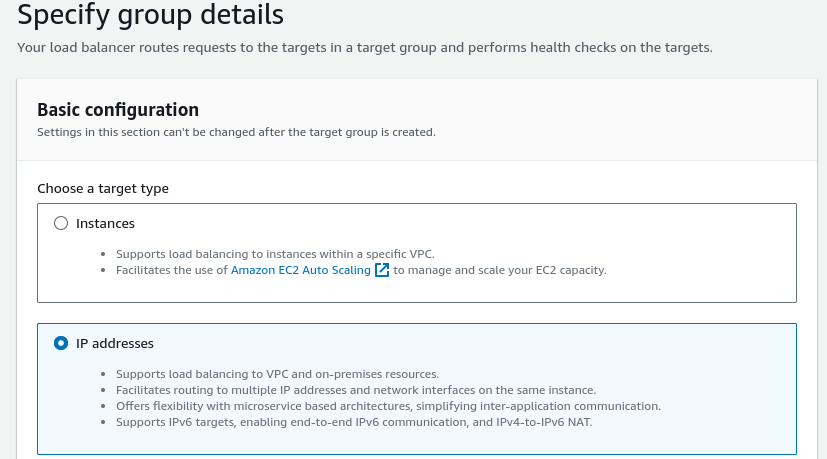 Specify group details
Your load balancer routes requests to the targets in a target group and performs health checks on the targets.
Basic configuration
Settings in this section can't be changed after the target group is created.
Choose a target type
Instances
Supports load balancing to instances within a specific VPC.
Facilitates the use of Amazon EC2 Auto Scaling to manage and scale your EC2 capacity.
IP addresses
Supports load balancing to VPC and on-premises resources.
Facilitates routing to multiple IP addresses and network interfaces on the same instance.
Offers flexibility with microservice based architectures, simplifying inter-application communication.
Supports IPv6 targets, enabling end-to-end IPv6 communication, and IPv4-to-IPv6 NAT.